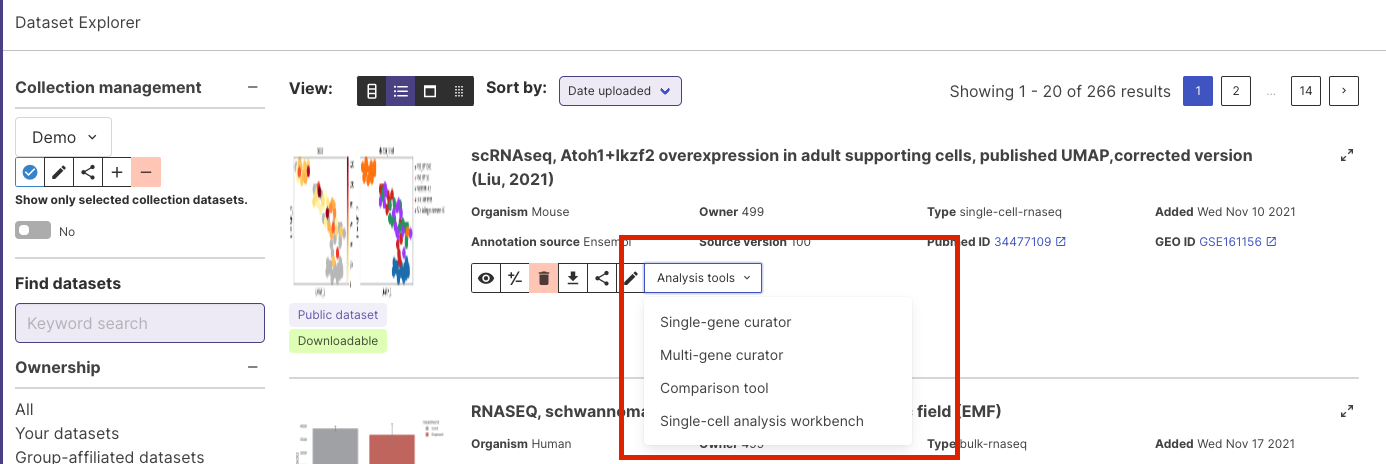 Dataset Explorer
Collection management
Demo
Show only selected collection datasets.
No
Find datasets
Keyword search
Ownership
All
Your datasets
Group-affiliated datasets
View:
Sort by:
Date uploaded
Showing 1 - 20 of 266 results
1
2
...
14
scRNAseq, Atoh1+Ikzf2 overexpression in adult supporting cells, published UMAP,corrected version
(Liu, 2021)
Organism Mouse
Owner 499
Type single-cell-rnaseq
Added Wed Nov 10 2021
Annotation source Ensembl
Source version 100
Pubmed ID 34477109
GEO ID GSE161156
Analysis tools
Single-gene curator
Multi-gene curator
Comparison tool
Single-cell analysis workbench
Public dataset
Downloadable
RNASEQ, schwannoma field (EMF)
Organism Human
Owner 499
Type bulk-rnaseq
Added Wed Nov 17 2021